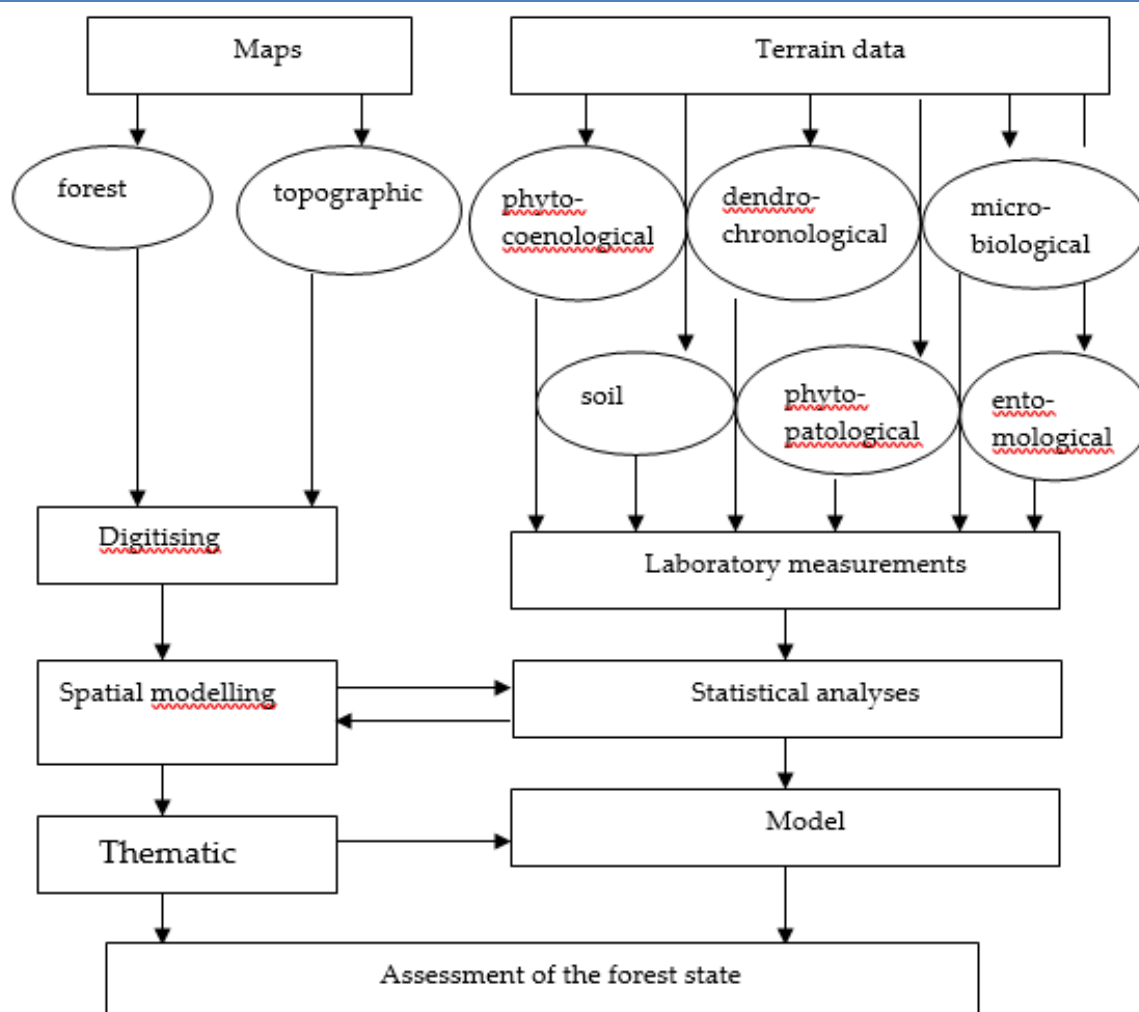 Maps
Terrain data
forest
topographic
phyto-
coenological
dendro-
chronological
micro-
biological
soil
phyto-
patological
ento-
mological
Digitising
Laboratory measurements
Spatial modelling
Statistical analyses
Thematic
Model
Assessment of the forest state